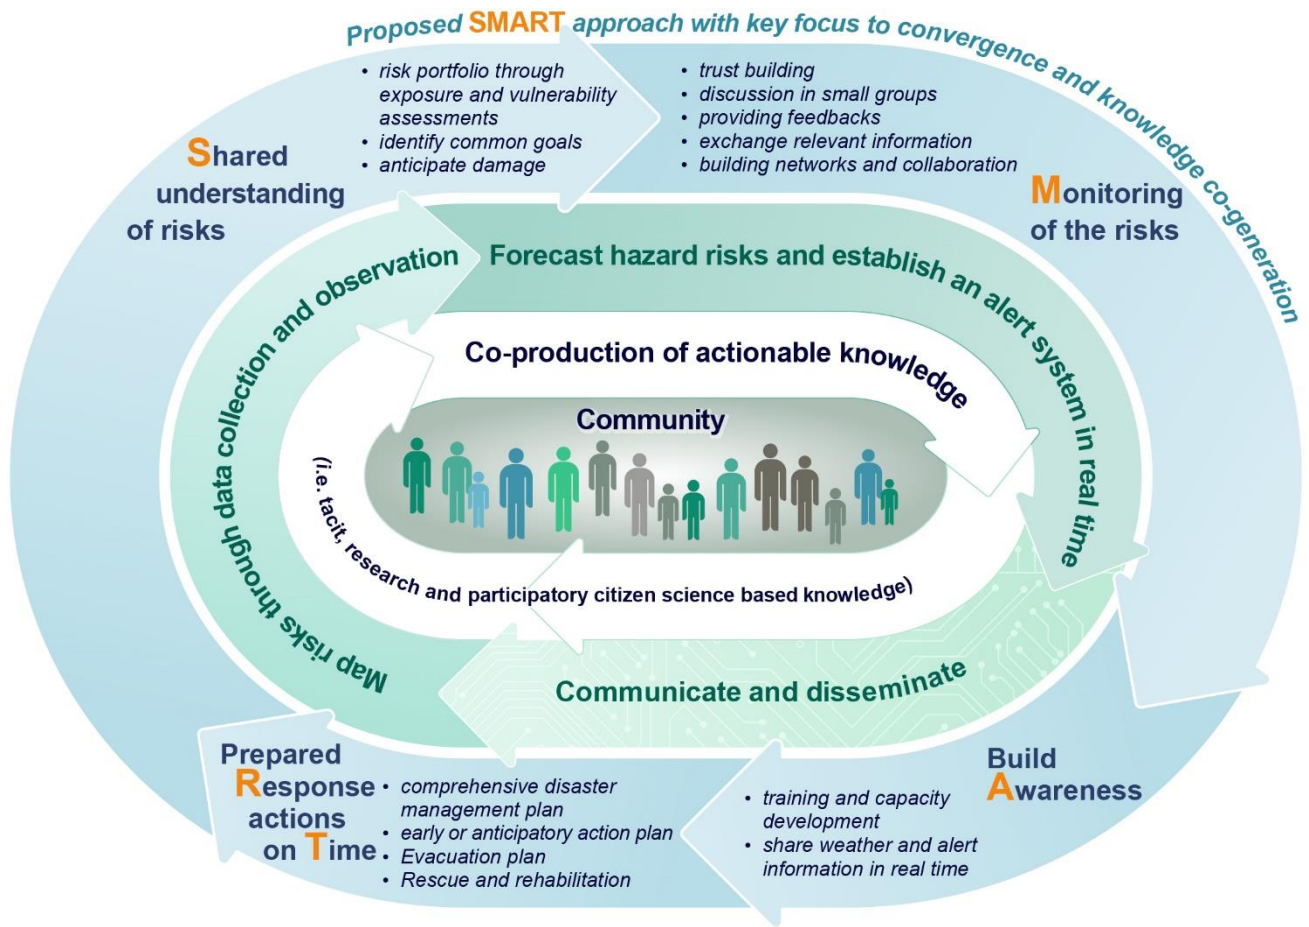 Proposed SMART approach with key focus to convergence and knowledge co-generation
Shared
understanding
of risks
• risk portfolio through
exposure and vulnerability
assessments
• identify common goals
• anticipate damage
• trust building
• discussion in small groups
• providing feedbacks
• exchange relevant information
• building networks and collaboration
Monitoring
of the risks
Map risks through data collection and observation
Forecast hazard risks and establish an alert system in real time
Co-production of actionable knowledge
Community
(i.e. tacit, research and participatory citizen science based knowledge)
Communicate and disseminate
Prepared
Response
actions
on Time
• comprehensive disaster
management plan
• early or anticipatory action plan
• Evacuation plan
• Rescue and rehabilitation
• training and capacity
development
• share weather and alert
information in real time
Build
Awareness